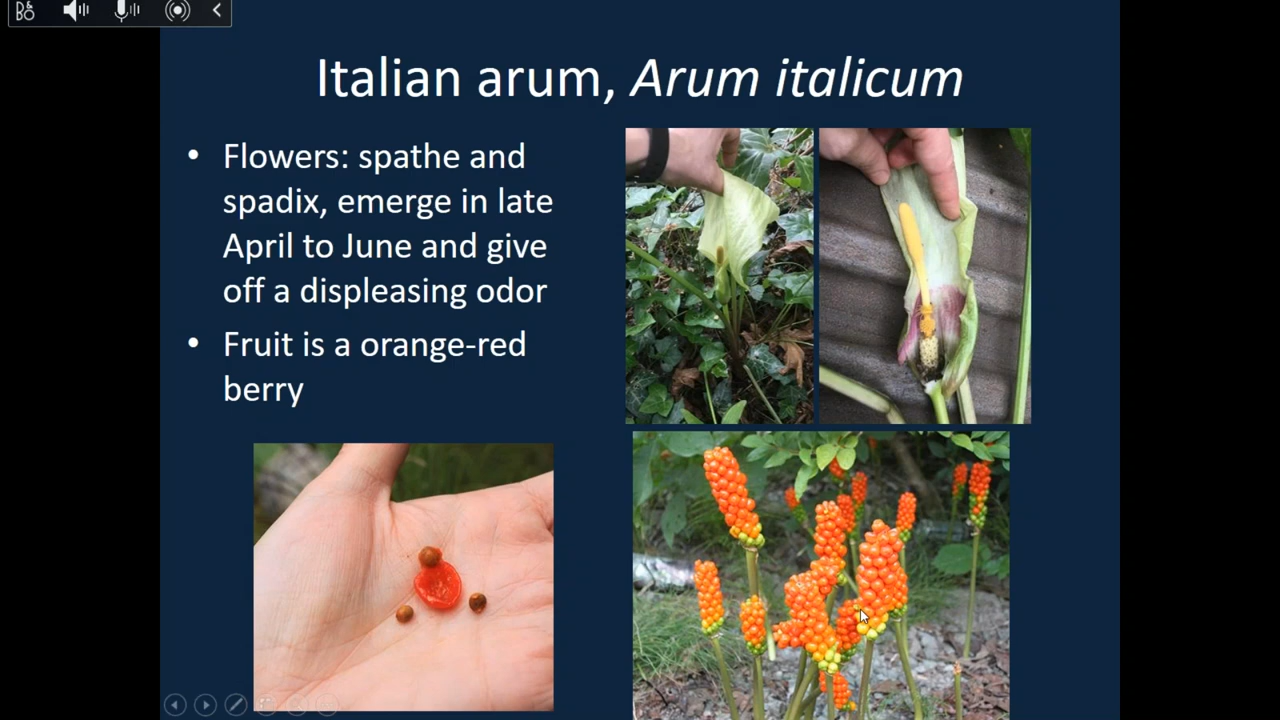 B&
O
Italian arum, Arum italicum
• Flowers: spathe and
spadix, emerge in late
April to June and give
off a displeasing odor
• Fruit is a orange-red
berry